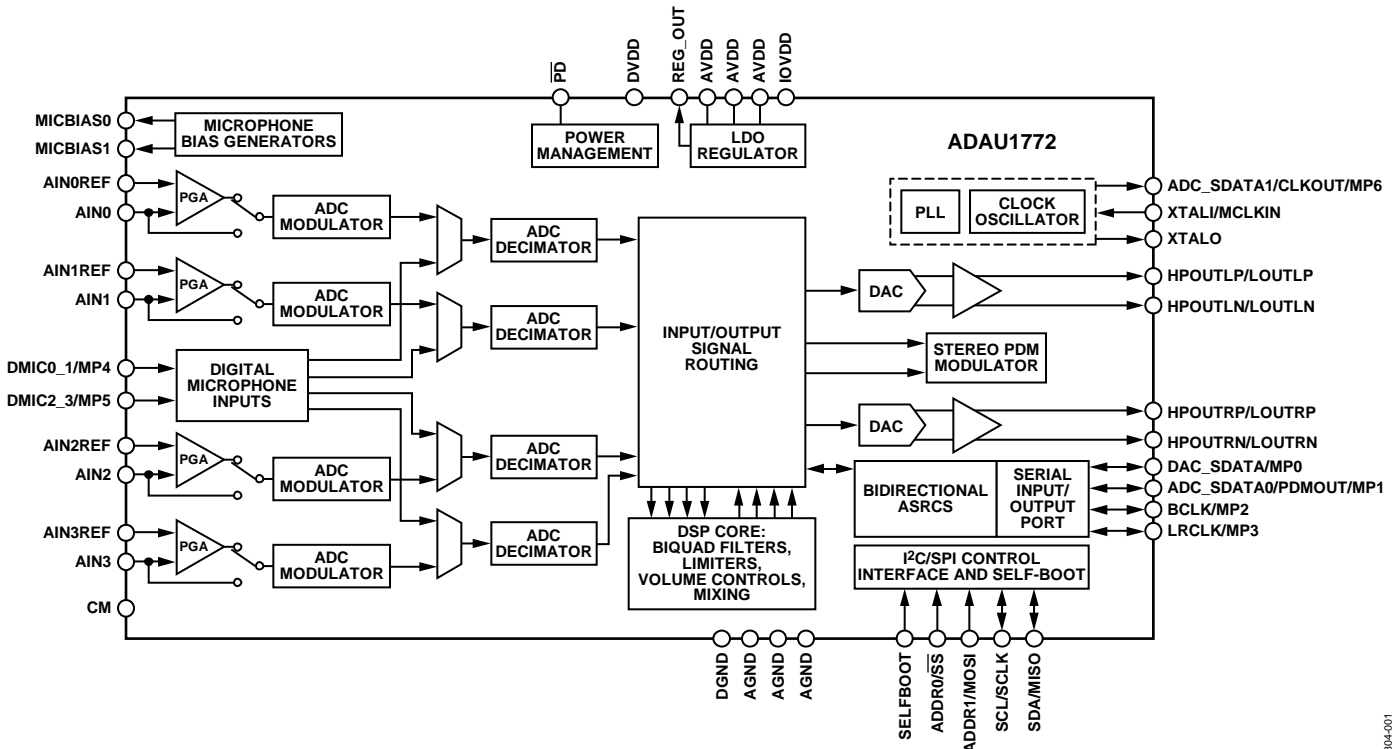 PD
DVDD
REG_OUT
AVDD
AVDD
AVDD
IOVDD
MICBIAS0
MICBIAS1
MICROPHONE
BIAS GENERATORS
POWER
MANAGEMENT
LDO
REGULATOR
ADAU1772
AIN0REF
AIN0
PGA
ADC
MODULATOR
ADC
DECIMATOR
PLL
CLOCK
OSCILLATOR
ADC_SDATA1/CLKOUT/MP6
XTALI/MCLKIN
XTALO
AIN1REF
AIN1
PGA
ADC
MODULATOR
ADC
DECIMATOR
INPUT/OUTPUT
SIGNAL
ROUTING
DAC
HPOUTLP/LOUTLP
HPOUTLN/LOUTLN
DMIC0_1/MP4
DMIC2_3/MP5
DIGITAL
MICROPHONE
INPUTS
STEREO PDM
MODULATOR
AIN2REF
AIN2
PGA
ADC
MODULATOR
ADC
DECIMATOR
DAC
HPOUTRP/LOUTRP
HPOUTRN/LOUTRN
BIDIRECTIONAL
ASRCS
SERIAL
INPUT/
OUTPUT
PORT
DAC_SDATA/MP0
ADC_SDATA0/PDMOUT/MP1
BCLK/MP2
LRCLK/MP3
AIN3REF
AIN3
PGA
ADC
MODULATOR
ADC
DECIMATOR
DSP CORE:
BIQUAD FILTERS,
LIMITERS,
VOLUME CONTROLS,
MIXING
I²C/SPI CONTROL
INTERFACE AND SELF-BOOT
CM
DGND
AGND
AGND
AGND
SELFBOOT
ADDR0/SS
ADDR1/MOSI
SCL/SCLK
SDA/MISO